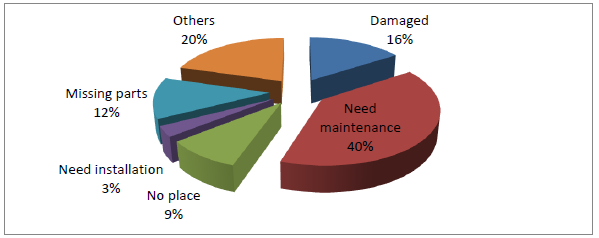 Others
20%
Damaged
16%
Missing parts
12%
Need
maintenance
40%
Need installation
3%
No place
9%